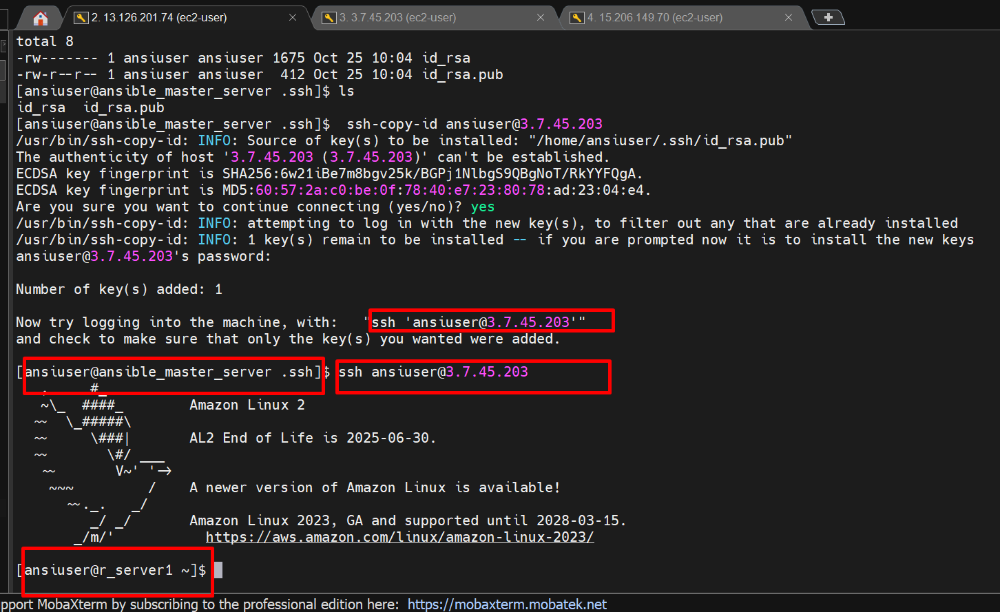 2. 13.126.201.74 (ec2-user)
3. 3.7.45.203 (ec2-user)
4. 15.206.149.70 (ec2-user)
total 8
-rw------- 1 ansiuser ansiuser 1675 Oct 25 10:04 id_rsa
-rw-r--r-- 1 ansiuser ansiuser  412 Oct 25 10:04 id_rsa.pub
[ansiuser@ansible_master_server .ssh]$ ls
id_rsa  id_rsa.pub
[ansiuser@ansible_master_server .ssh]$  ssh-copy-id ansiuser@3.7.45.203
/usr/bin/ssh-copy-id: INFO: Source of key(s) to be installed: "/home/ansiuser/.ssh/id_rsa.pub"
The authenticity of host '3.7.45.203 (3.7.45.203)' can't be established.
ECDSA key fingerprint is SHA256:6w21iBe7m8bgv25k/BGPj1NlbgS9QBgNoT/RkYYFQgA.
ECDSA key fingerprint is MD5:60:57:2a:c0:be:0f:78:40:e7:23:80:78:ad:23:04:e4.
Are you sure you want to continue connecting (yes/no)? yes
/usr/bin/ssh-copy-id: INFO: attempting to log in with the new key(s), to filter out any that are already installed
/usr/bin/ssh-copy-id: INFO: 1 key(s) remain to be installed -- if you are prompted now it is to install the new keys
ansiuser@3.7.45.203's password:
Number of key(s) added: 1
Now try logging into the machine, with:   "ssh 'ansiuser@3.7.45.203'"
and check to make sure that only the key(s) you wanted were added.
[ansiuser@ansible_master_server .ssh]$ ssh ansiuser@3.7.45.203
   ,     #_
   ~\_  ####_        Amazon Linux 2
  ~~  \_#####\
  ~~     \###|       AL2 End of Life is 2025-06-30.
  ~~       \#/ ___
   ~~       V~' '->
    ~~~         /    A newer version of Amazon Linux is available!
      ~~._.   _/
         _/ _/       Amazon Linux 2023, GA and supported until 2028-03-15.
       _/m/'           https://aws.amazon.com/linux/amazon-linux-2023/
[ansiuser@r_server1 ~]$
pport MobaXterm by subscribing to the professional edition here:  https://mobaxterm.mobatek.net